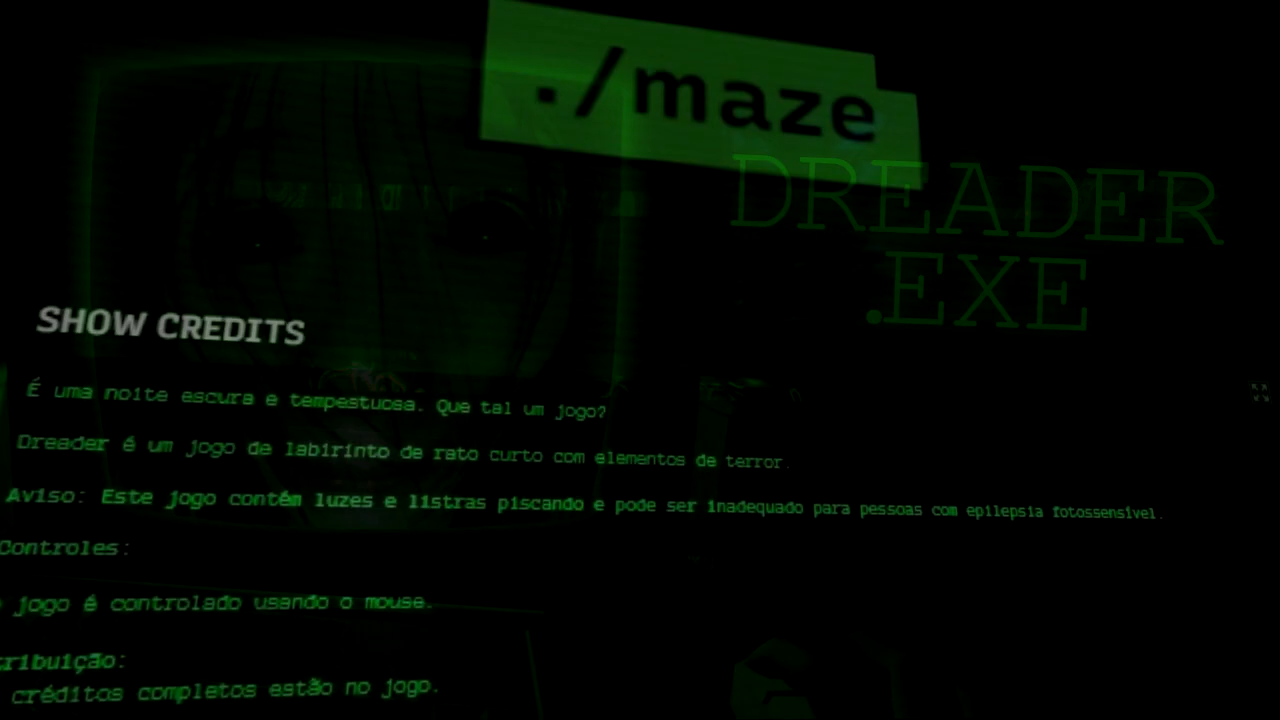 ./maze
DREADER
.EXE
SHOW CREDITS
É uma noite escura e tempestuosa. Que tal um jogo?
Dreader é um jogo de labirinto de rato curto com elementos de terror.
Aviso: Este jogo contém luzes e listras piscando e pode ser inadequado para pessoas com epilepsia fotossensível.
Controles:
jogo é controlado usando o mouse.
tribuição:
créditos completos estão no jogo.